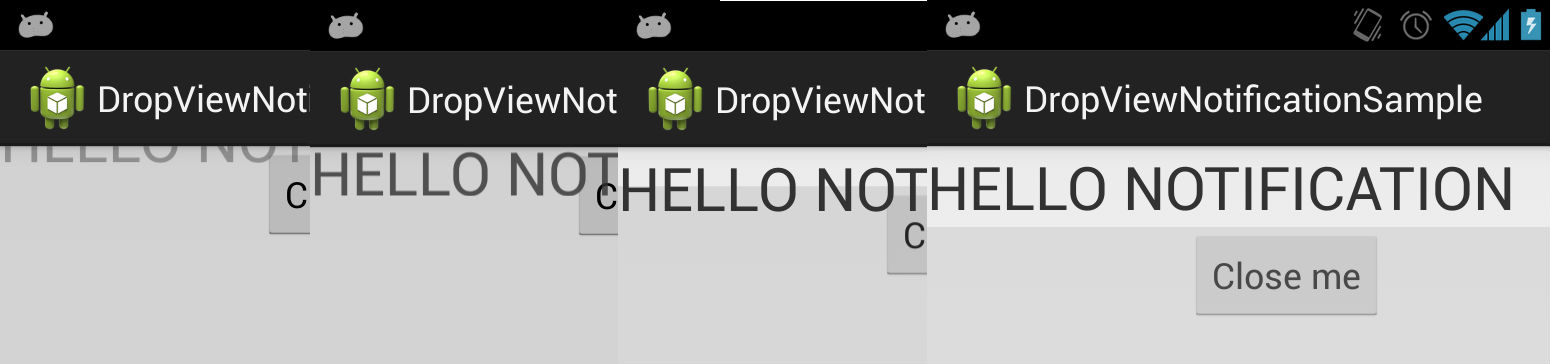 DropViewNoti
HELLO NOT
C
DropViewNot
HELLO NOT
C
DropViewNot
HELLO NOT
C
DropViewNotificationSample
HELLO NOTIFICATION
Close me